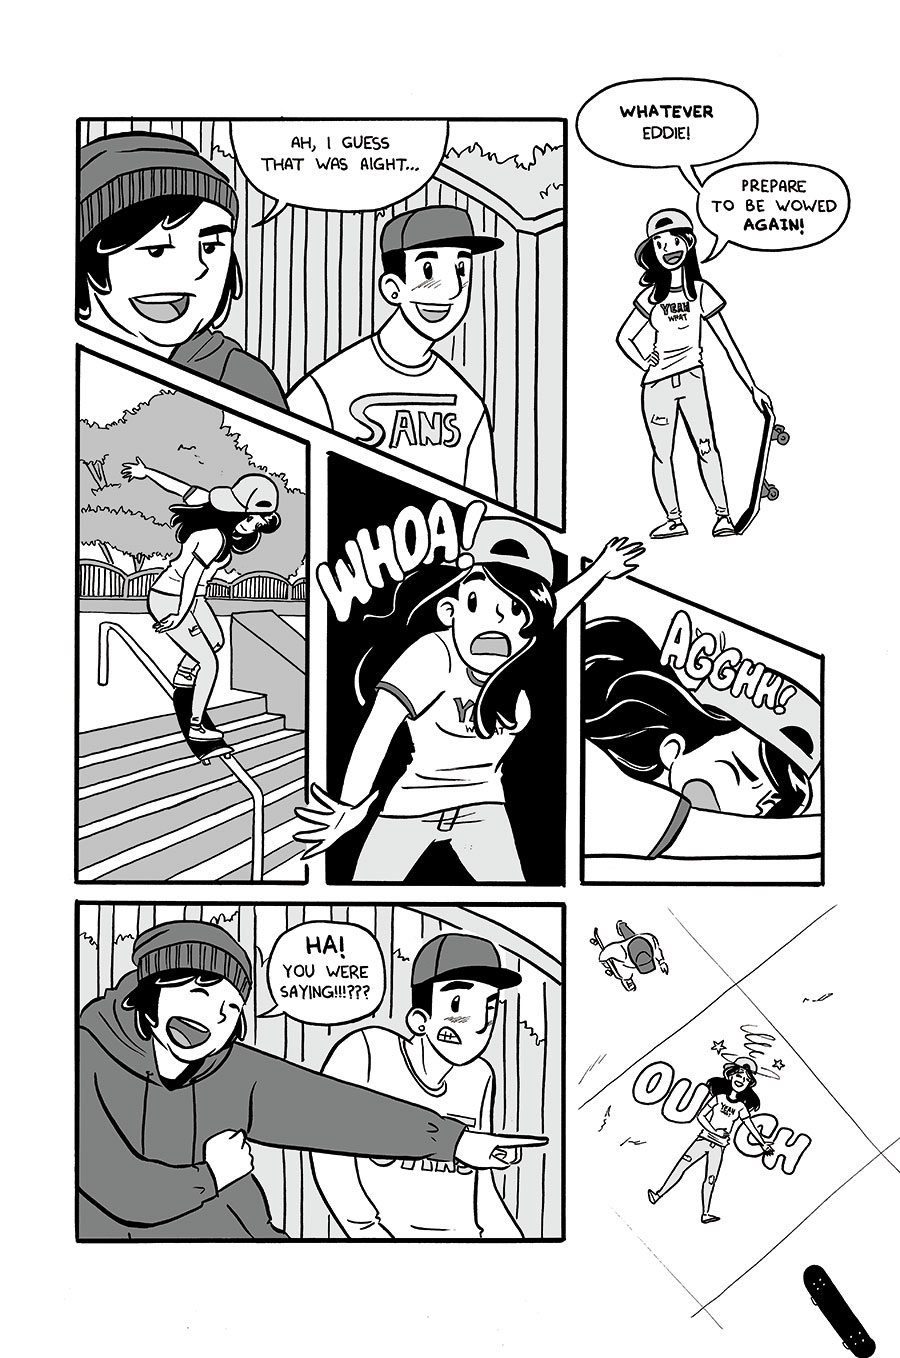 AH, I GUESS
THAT WAS AIGHT...
SANS
WHATEVER
EDDIE!
PREPARE
TO BE WOWED
AGAIN!
YEAH
WHAT
WHOA!
AGGHH!
HA!
YOU WERE
SAYING!!!???
OUCH
YEAH